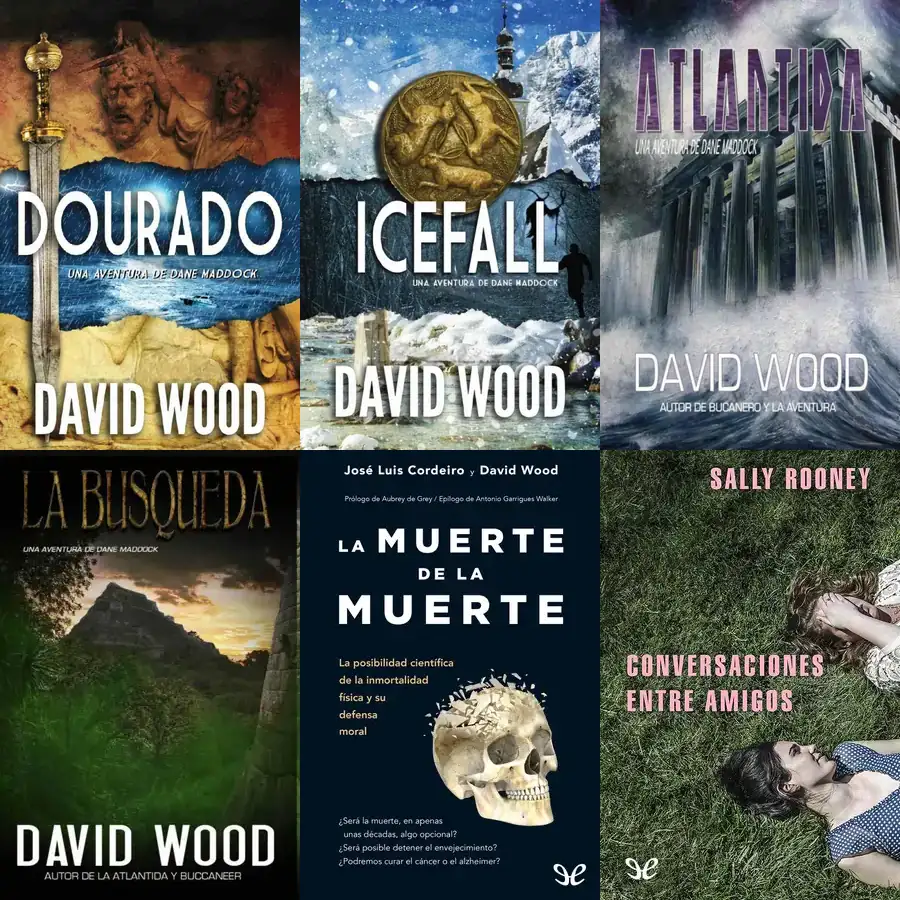 DOURADO
UNA AVENTURA DE DANE MADDOCK
DAVID WOOD
ICEFALL
UNA AVENTURA DE DANE MADDOCK
DAVID WOOD
ATLANTIDA
UNA AVENTURA DE DANE MADDOCK
DAVID WOOD
AUTOR DE BUCANERO Y LA AVENTURA
LA BUSQUEDA
UNA AVENTURA DE DANE MADDOCK
DAVID WOOD
AUTOR DE LA ATLANTIDA Y BUCCANEER
José Luis Cordeiro y David Wood
Prólogo de Aubrey de Grey / Epílogo de Antonio Garrigues Walker
LA MUERTE
DE LA
MUERTE
La posibilidad científica
de la inmortalidad
física y su
defensa
moral
¿Será la muerte, en apenas
unas décadas, algo opcional?
¿Será posible detener el envejecimiento?
¿Podremos curar el cáncer o el alzheimer?
SALLY ROONEY
CONVERSACIONES
ENTRE AMIGOS